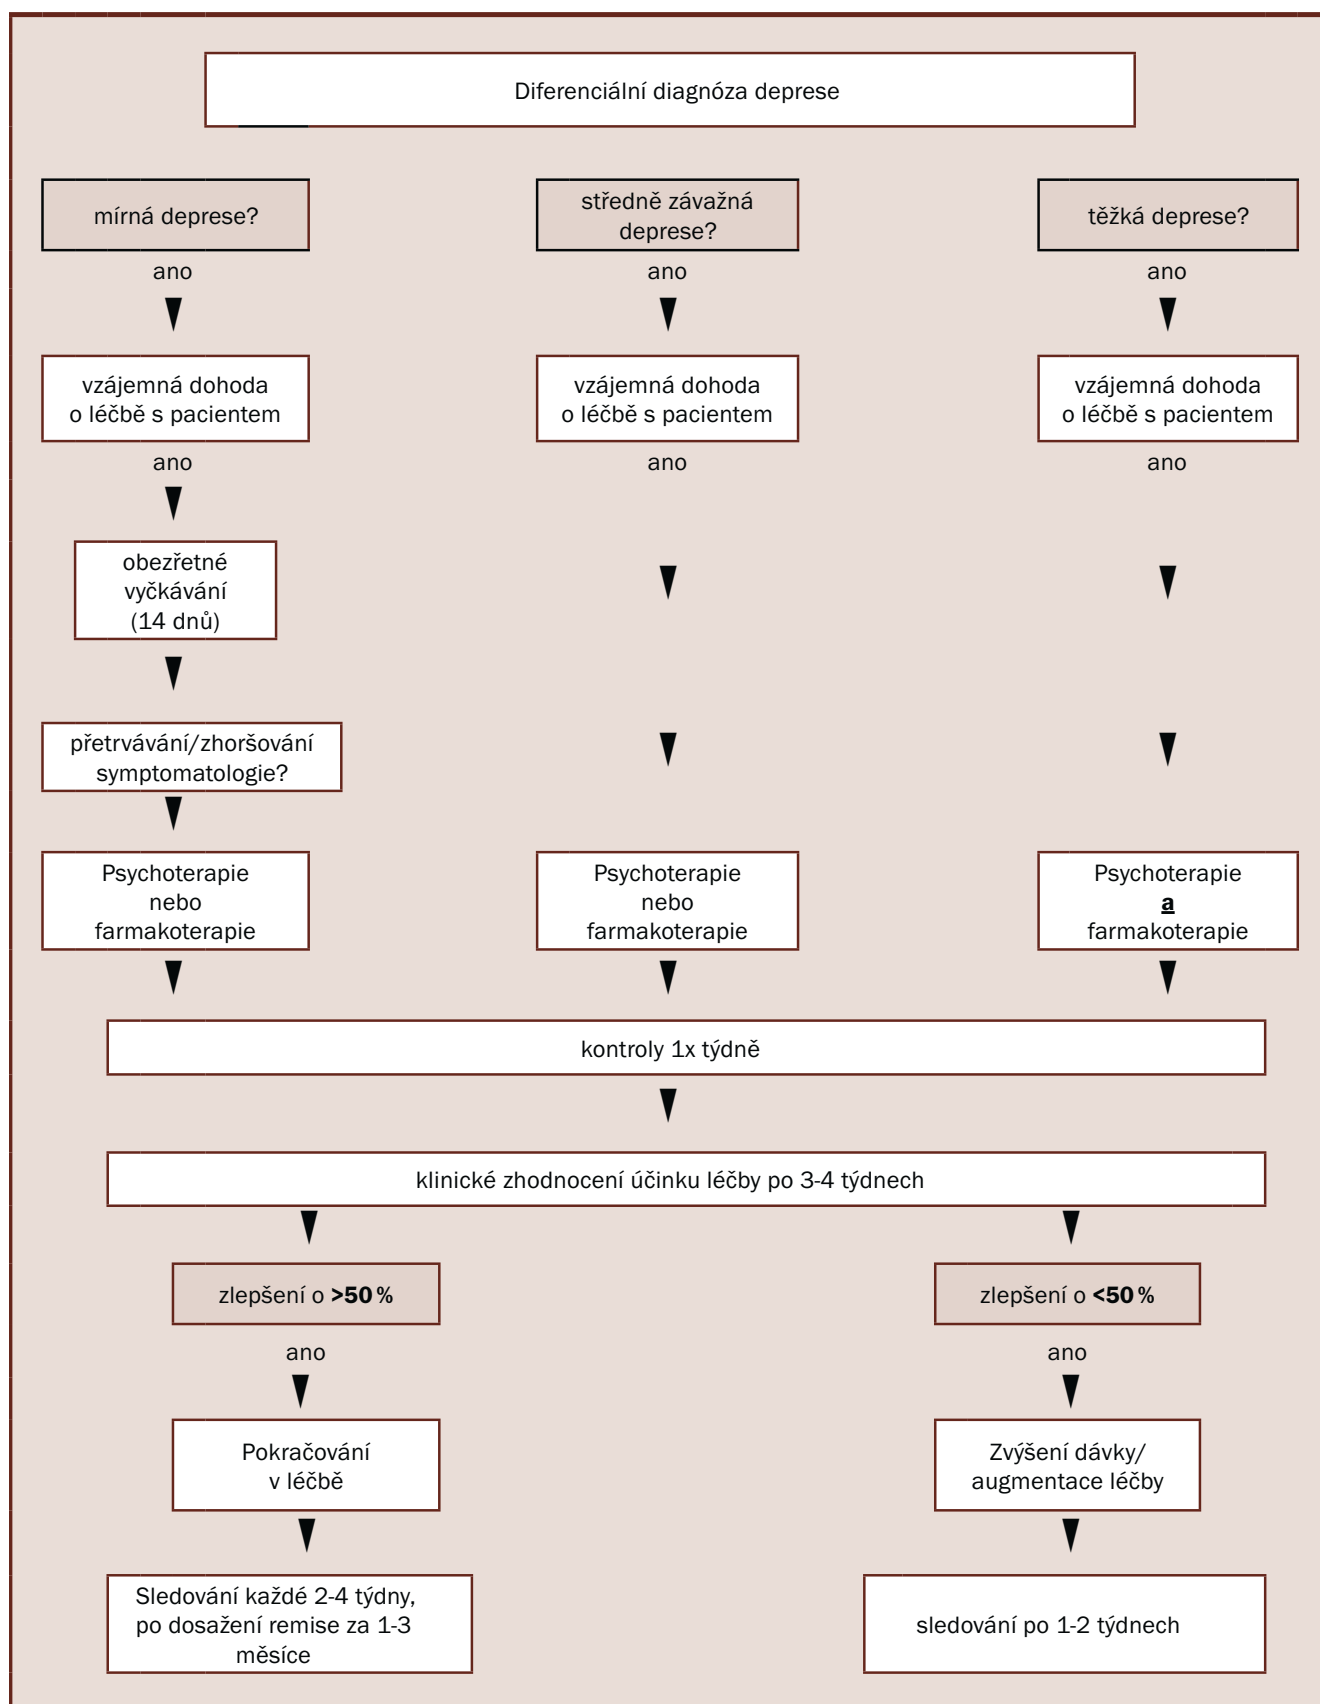 Diferenciální diagnóza deprese
mírná deprese?
středně závažná
deprese?
těžká deprese?
ano
ano
ano
vzájemná dohoda
o léčbě s pacientem
vzájemná dohoda
o léčbě s pacientem
vzájemná dohoda
o léčbě s pacientem
ano
ano
ano
obezřetné
vyčkávání
(14 dnů)
přetrvávání/zhoršování
symptomatologie?
Psychoterapie
nebo
farmakoterapie
Psychoterapie
nebo
farmakoterapie
Psychoterapie
a
farmakoterapie
kontroly 1x týdně
klinické zhodnocení účinku léčby po 3-4 týdnech
zlepšení o >50 %
zlepšení o <50 %
ano
ano
Pokračování
v léčbě
Zvýšení dávky/
augmentace léčby
Sledování každé 2-4 týdny,
po dosažení remise za 1-3
měsíce
sledování po 1-2 týdnech